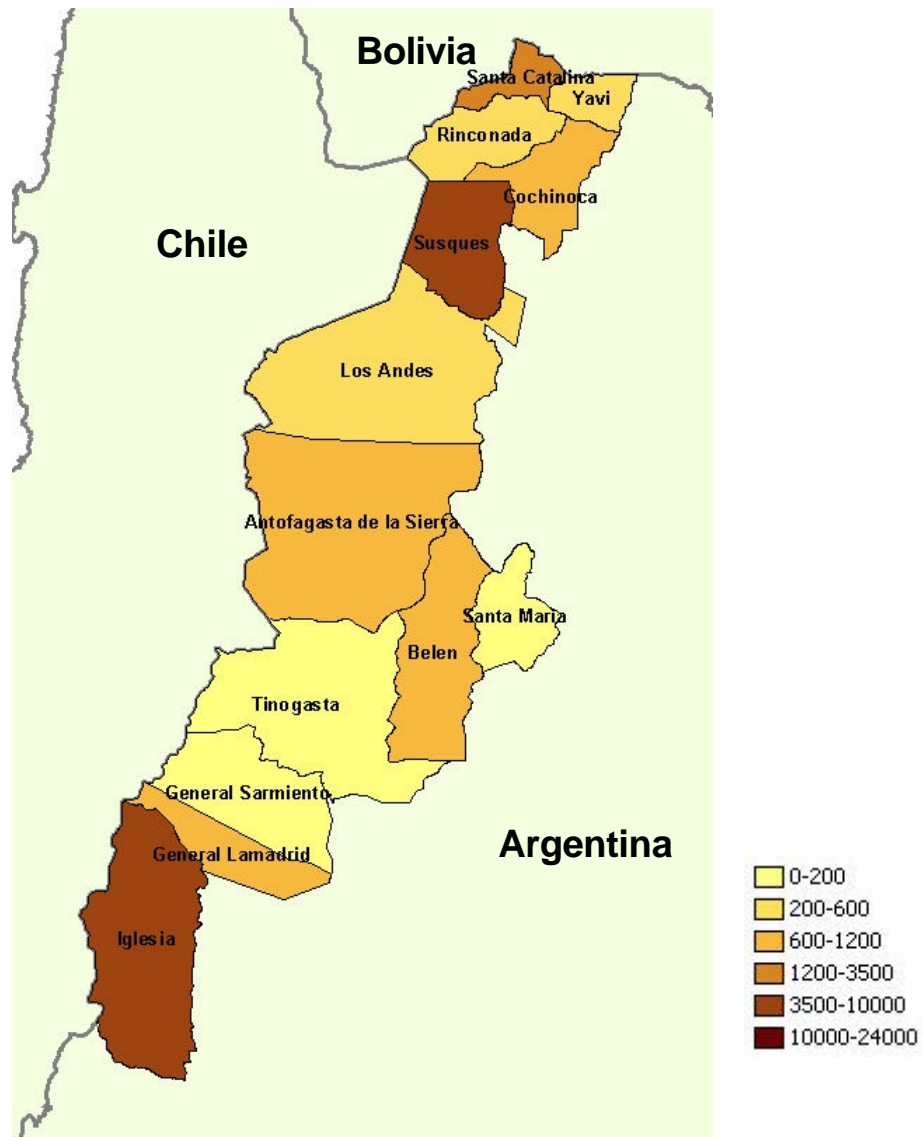 Bolivia
Santa Catalina
Yavi
Rinconada
Cochinoca
Chile
Susques
Los Andes
Antofagasta de la Sierra
Santa Maria
Belen
Tinogasta
General Sarmiento
Argentina
General Lamadrid
Iglesia
0-200
200-600
600-1200
1200-3500
3500-10000
10000-24000